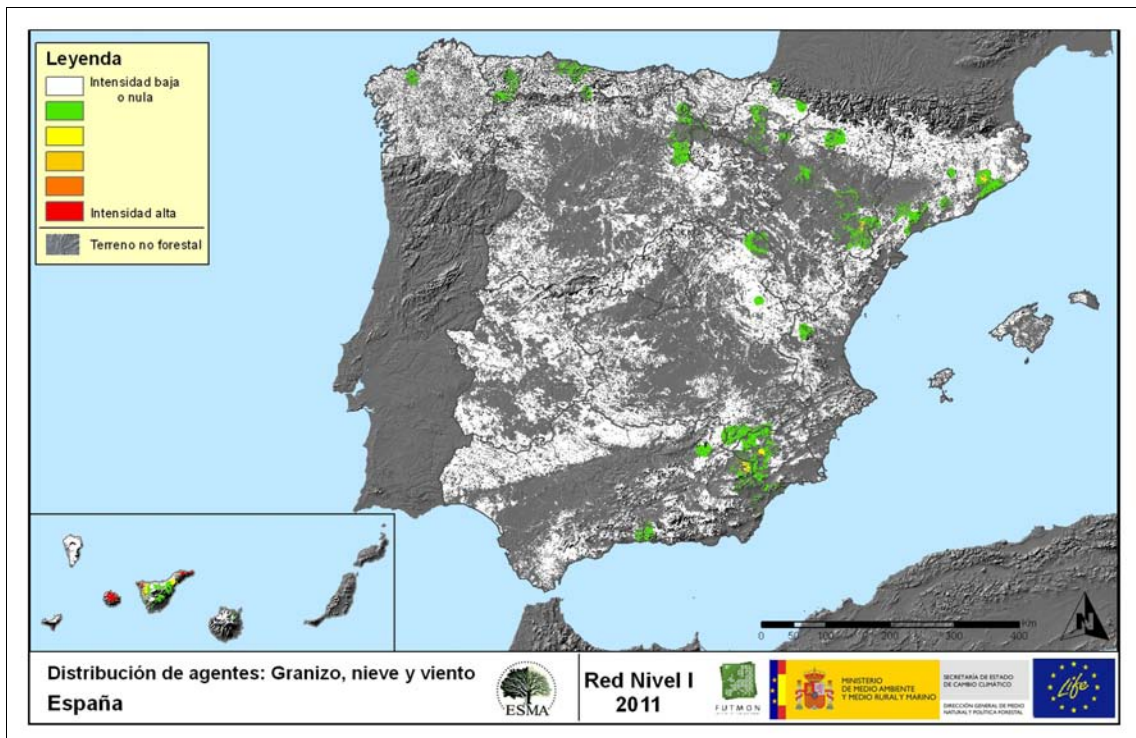 Leyenda
Intensidad baja
o nula
Intensidad alta
Terreno no forestal
N
Km
0 50 100 200 300 400
Distribución de agentes: Granizo, nieve y viento
España
ESMA
Red Nivel I
2011
FUTMON
MINISTERIO
DE MEDIO AMBIENTE
Y MEDIO RURAL Y MARINO
SECRETARÍA DE ESTADO
DE CAMBIO CLIMÁTICO
DIRECCIÓN GENERAL DE MEDIO
NATURAL Y POLÍTICA FORESTAL
Life